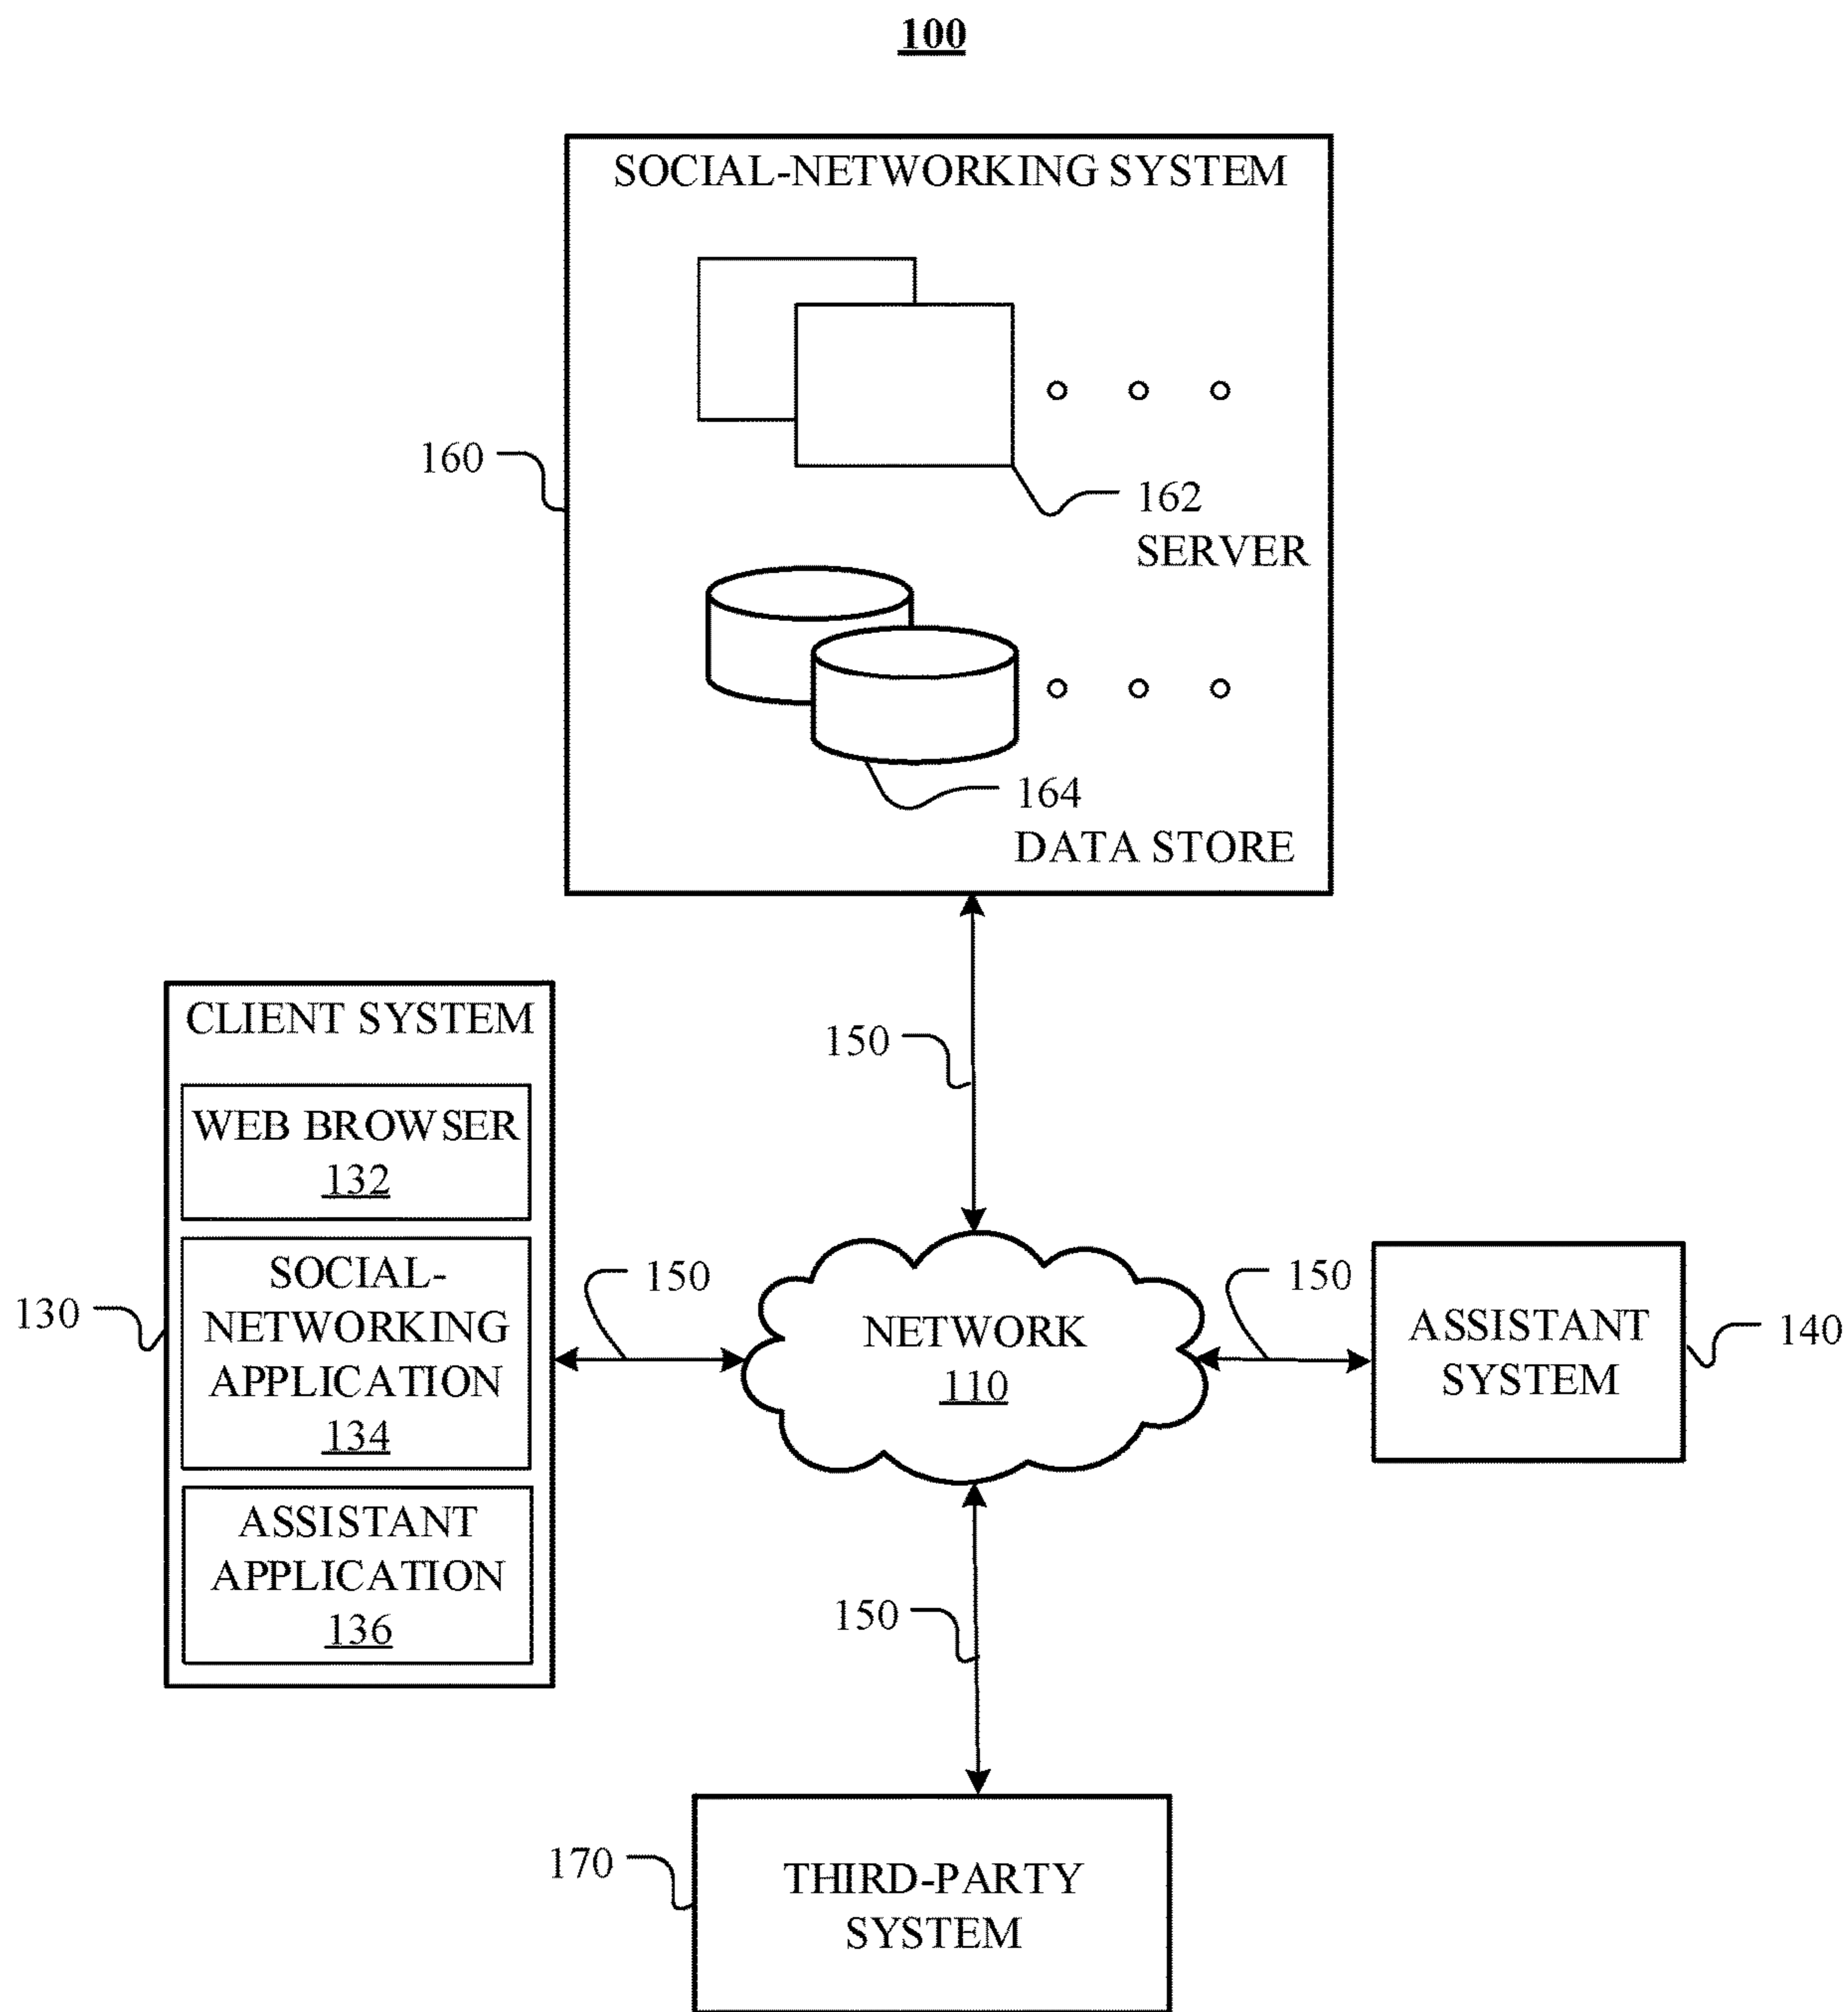 100
SOCIAL-NETWORKING SYSTEM
160
162
SERVER
164
DATA STORE
150
CLIENT SYSTEM
WEB BROWSER
132
SOCIAL-
NETWORKING
APPLICATION
134
ASSISTANT
APPLICATION
136
130
150
NETWORK
110
150
ASSISTANT
SYSTEM
140
150
170
THIRD-PARTY
SYSTEM